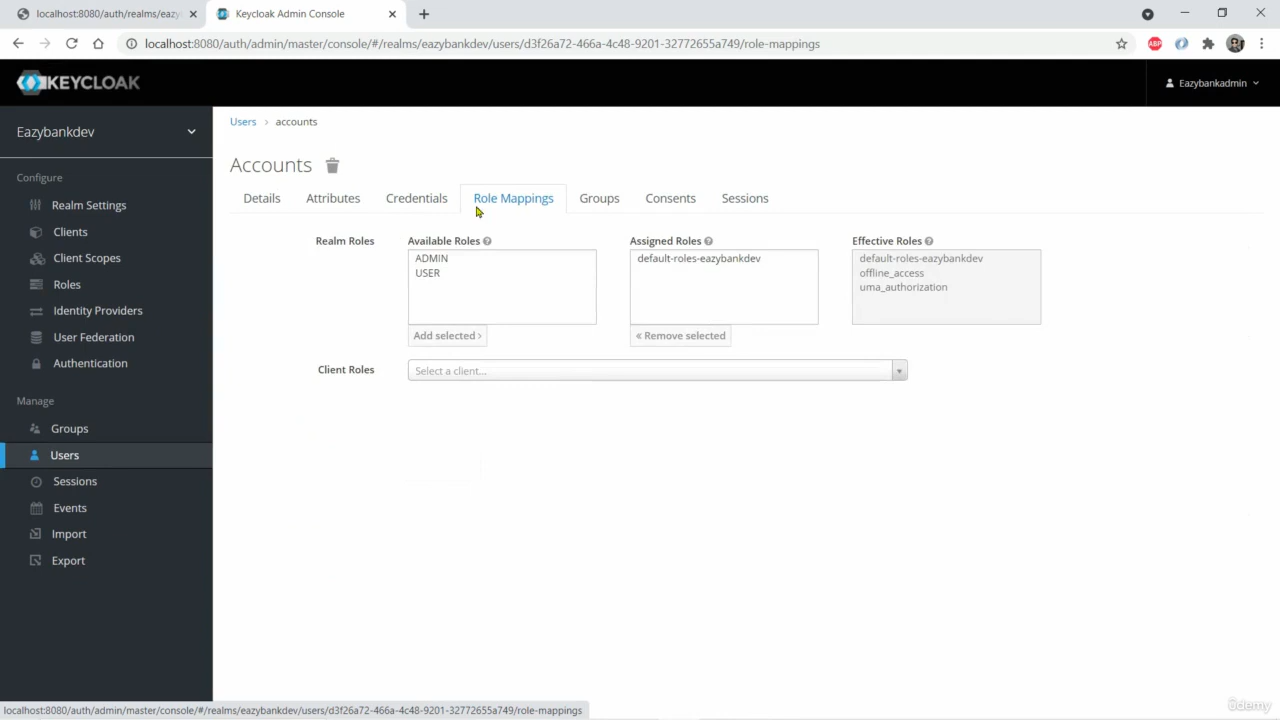 localhost:8080/auth/realms/eazy
Keycloak Admin Console
localhost:8080/auth/admin/master/console/#/realms/eazybankdev/users/d3f26a72-466a-4c48-9201-32772655a749/role-mappings
ABP
KEYCLOAK
Eazybankadmin
Eazybankdev
Configure
Realm Settings
Clients
Client Scopes
Roles
Identity Providers
User Federation
Authentication
Manage
Groups
Users
Sessions
Events
Import
Export
Users > accounts
Accounts
Details Attributes Credentials Role Mappings Groups Consents Sessions
Realm Roles
Available Roles
ADMIN
USER
Add selected >
Assigned Roles
default-roles-eazybankdev
« Remove selected
Effective Roles
default-roles-eazybankdev
offline_access
uma_authorization
Client Roles
Select a client...
localhost:8080/auth/admin/master/console/#/realms/eazybankdev/users/d3f26a72-466a-4c48-9201-32772655a749/role-mappings
ûdemy